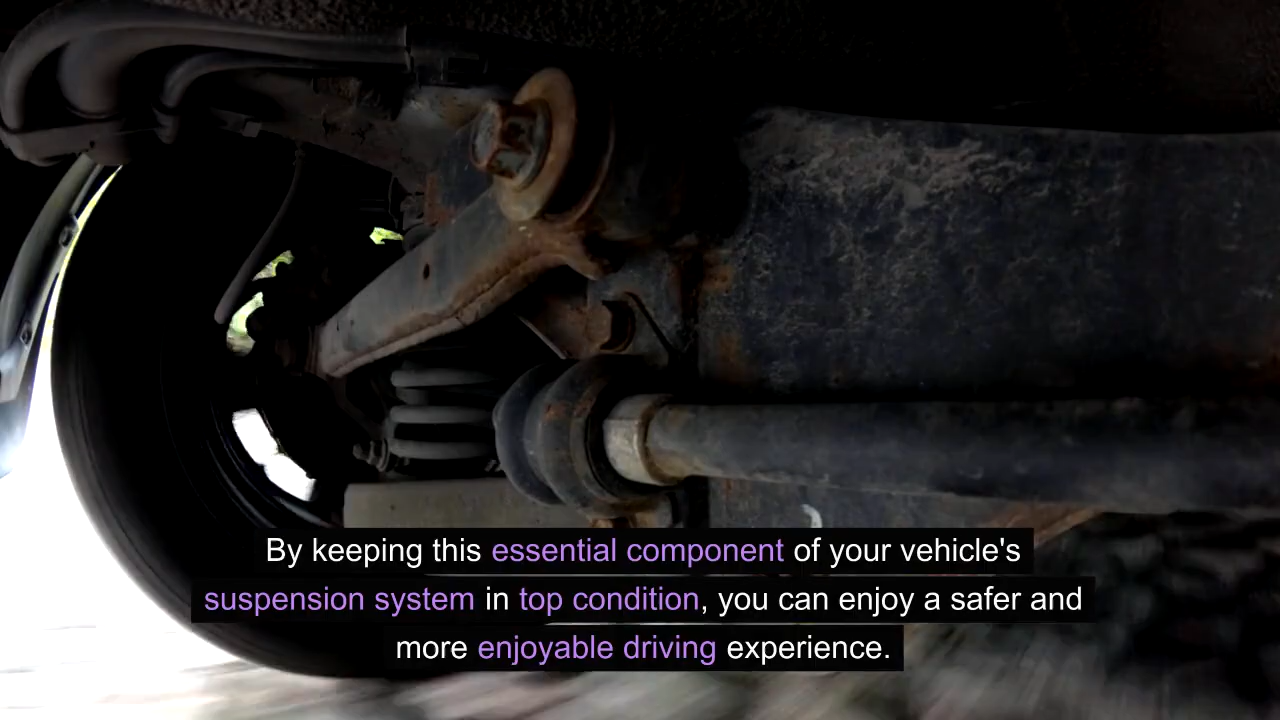 By keeping this essential component of your vehicle's
suspension system in top condition, you can enjoy a safer and
more enjoyable driving experience.